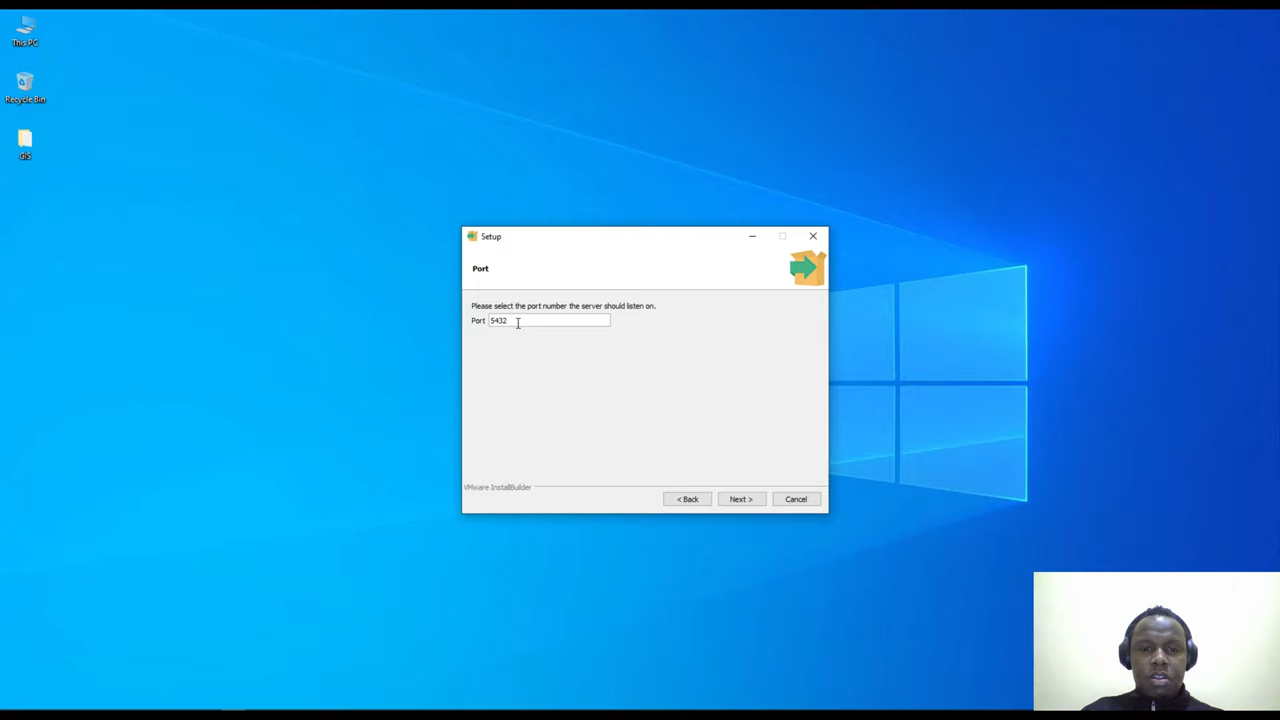 This PC
Recycle Bin
GIS
Setup
Port
Please select the port number the server should listen on.
Port 5432
VMware InstallBuilder
< Back Next > Cancel